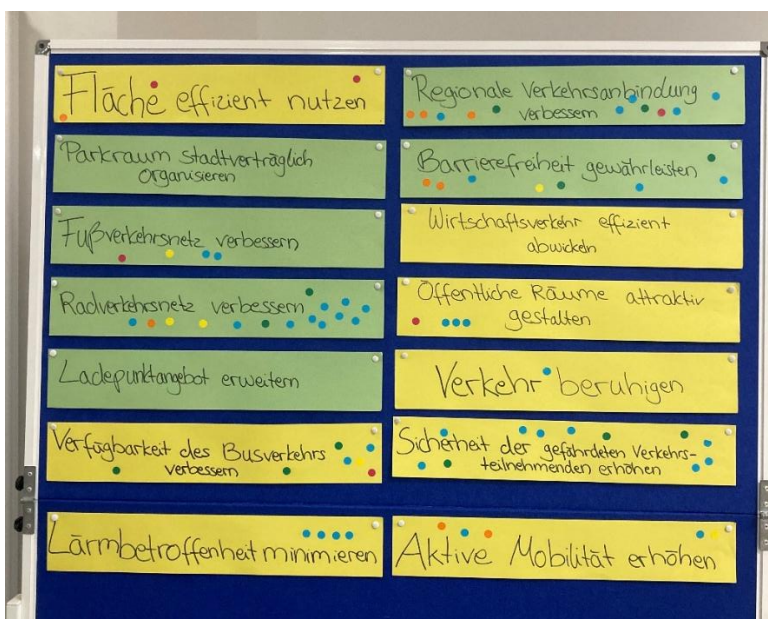 Fläche effizient nutzen
Parkraum stadtverträglich
organisieren
Fußverkehrsnetz verbessern
Radverkehrsnetz verbessern
Ladepunktangebot erweitern
Verfügbarkeit des Busverkehrs
verbessern
Lärmbetroffenheit minimieren
Regionale Verkehrsanbindung
verbessern
Barrierefreiheit gewährleisten
Wirtschaftsverkehr effizient
abwickeln
Öffentliche Räume attraktiv
gestalten
Verkehr beruhigen
Sicherheit der gefährdeten Verkehrs-
teilnehmenden erhöhen
Aktive Mobilität erhöhen